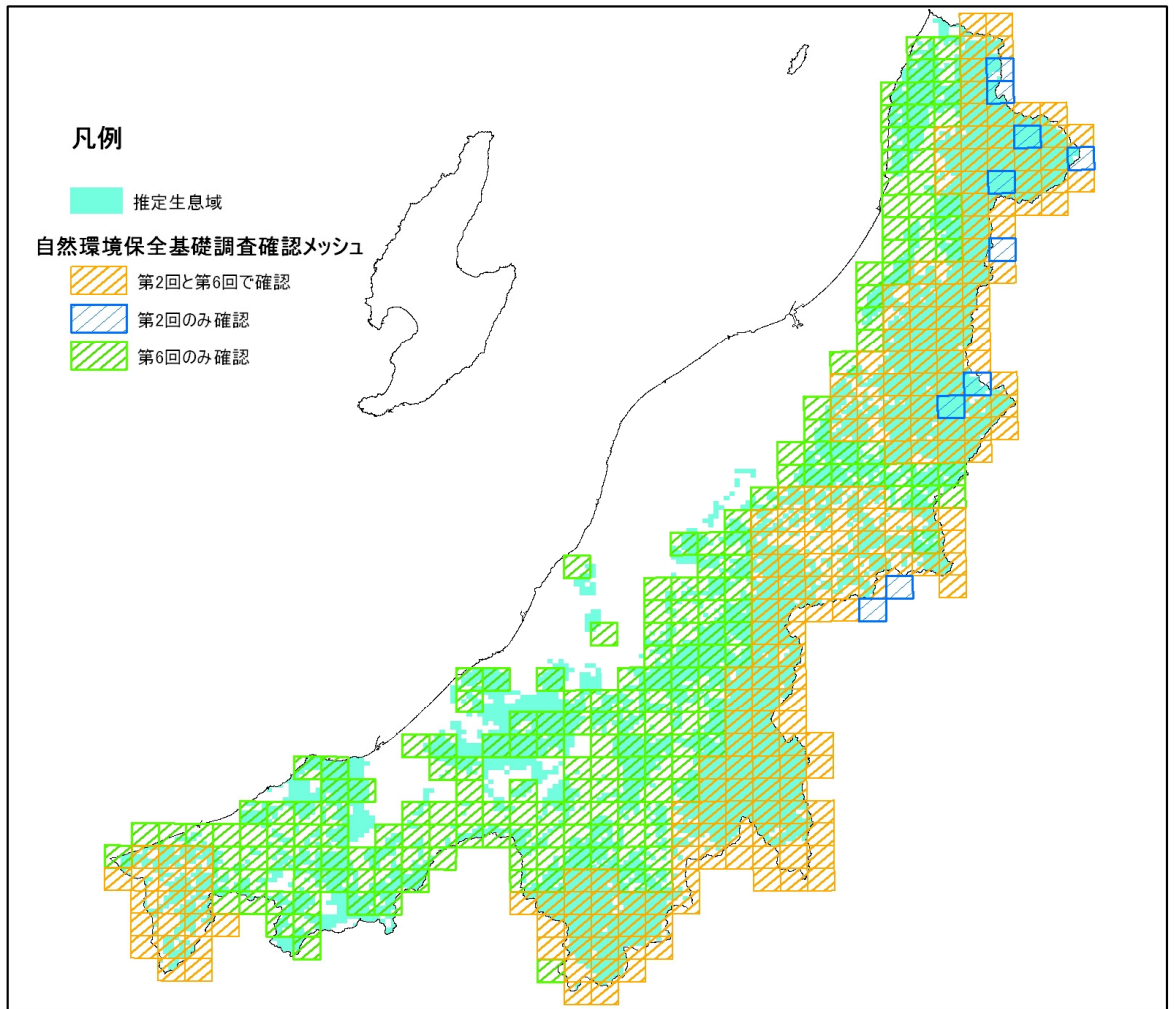 凡例
推定生息域
自然環境保全基礎調査確認メッシュ
第2回と第6回で確認
第2回のみ確認
第6回のみ確認